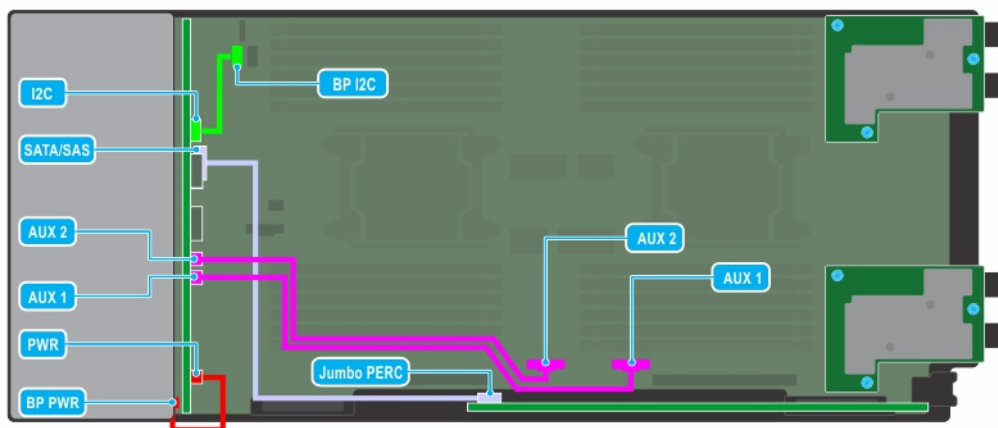 BP I2C
I2C
SATA/SAS
AUX 2
AUX 2
AUX 1
AUX 1
PWR
Jumbo PERC
BP PWR